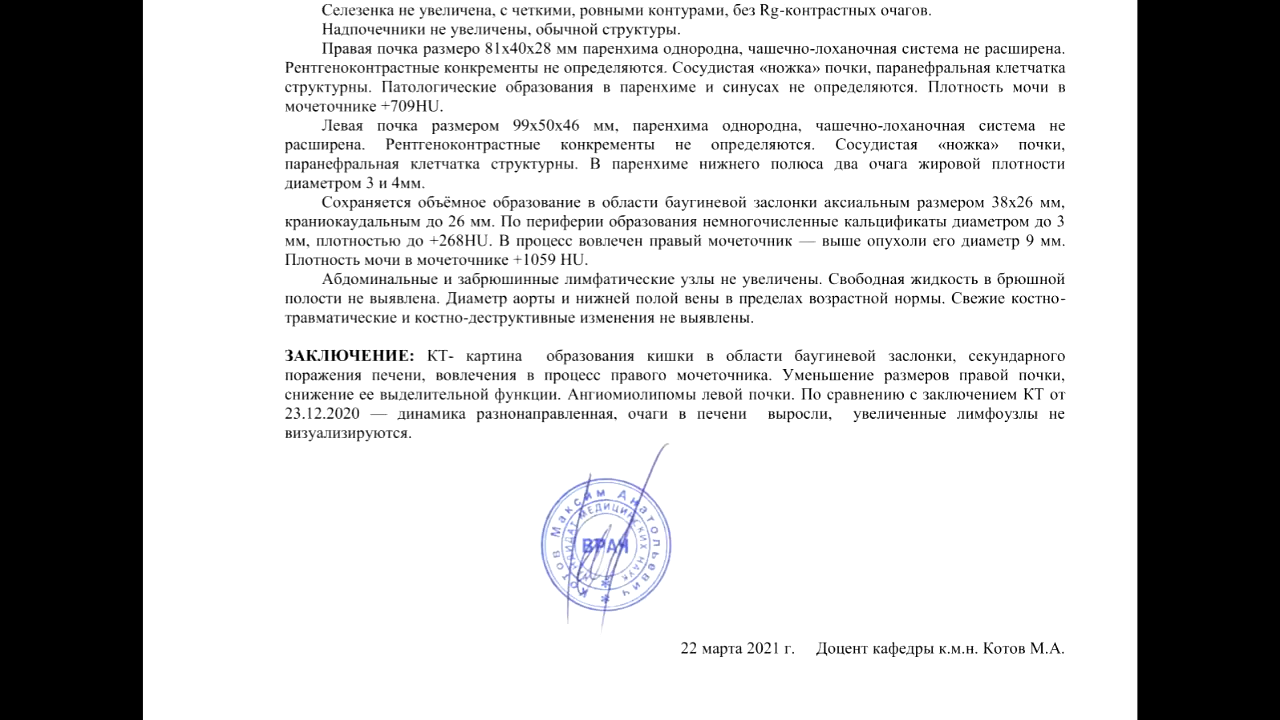 Селезенка не увеличена, с четкими, ровными контурами, без Rg-контрастных очагов.
Надпочечники не увеличены, обычной структуры.
Правая почка размеро 81х40х28 мм паренхима однородна, чашечно-лоханочная система не расширена.
Рентгеноконтрастные конкременты не определяются. Сосудистая «ножка» почки, паранефральная клетчатка
структурны. Патологические образования в паренхиме и синусах не определяются. Плотность мочи в
мочеточнике +709HU.
Левая почка размером 99х50х46 мм, паренхима однородна, чашечно-лоханочная система не
расширена. Рентгеноконтрастные конкременты не определяются. Сосудистая «ножка» почки,
паранефральная клетчатка структурны. В паренхиме нижнего полюса два очага жировой плотности
диаметром 3 и 4мм.
Сохраняется объёмное образование в области баугиневой заслонки аксиальным размером 38х26 мм,
краниокаудальным до 26 мм. По периферии образования немногочисленные кальцификаты диаметром до 3
мм, плотностью до +268HU. В процесс вовлечен правый мочеточник — выше опухоли его диаметр 9 мм.
Плотность мочи в мочеточнике +1059 HU.
Абдоминальные и забрюшинные лимфатические узлы не увеличены. Свободная жидкость в брюшной
полости не выявлена. Диаметр аорты и нижней полой вены в пределах возрастной нормы. Свежие костно-
травматические и костно-деструктивные изменения не выявлены.
ЗАКЛЮЧЕНИЕ: КТ- картина образования кишки в области баугиневой заслонки, секундарного
поражения печени, вовлечения в процесс правого мочеточника. Уменьшение размеров правой почки,
снижение ее выделительной функции. Ангиомиолипомы левой почки. По сравнению с заключением КТ от
23.12.2020 — динамика разнонаправленная, очаги в печени выросли, увеличенные лимфоузлы не
визуализируются.
Котов Максим Анатольевич
КАНДИДАТ МЕДИЦИНСКИХ НАУК
ВРАЧ
22 марта 2021 г. Доцент кафедры к.м.н. Котов М.А.